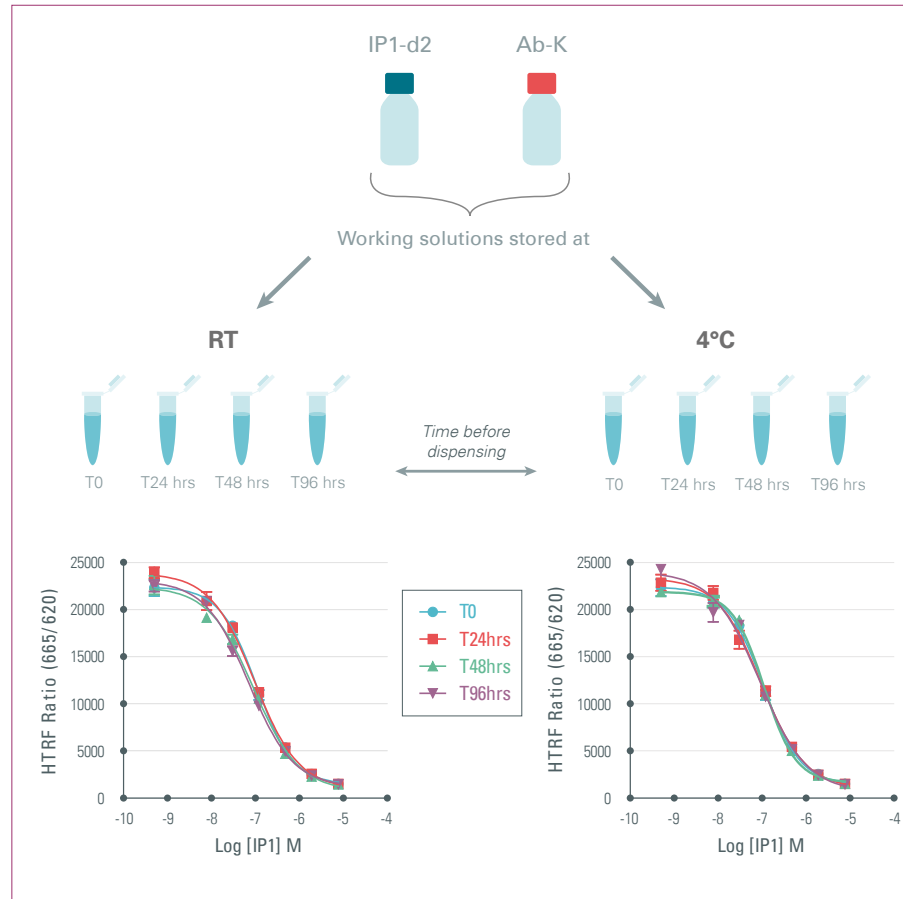 IP1-d2 Ab-K
Working solutions stored at
RT 4°C
Time before
dispensing
T0 T24 hrs T48 hrs T96 hrs
T0 T24 hrs T48 hrs T96 hrs
HTRF Ratio (665/620)
25000
20000
15000
10000
5000
0
-10 -9 -8 -7 -6 -5 -4
Log [IP1] M
T0
T24hrs
T48hrs
T96hrs
HTRF Ratio (665/620)
25000
20000
15000
10000
5000
0
-10 -9 -8 -7 -6 -5 -4
Log [IP1] M